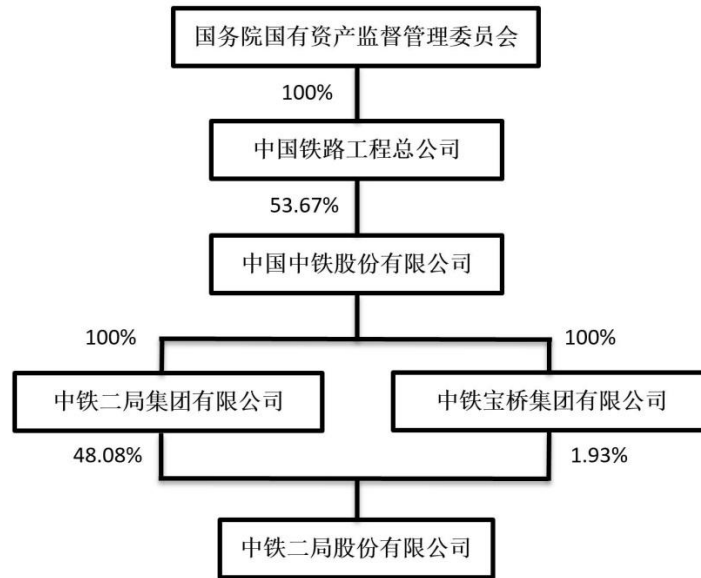 国务院国有资产监督管理委员会
100%
中国铁路工程总公司
53.67%
中国中铁股份有限公司
100%
100%
中铁二局集团有限公司
中铁宝桥集团有限公司
48.08%
1.93%
中铁二局股份有限公司